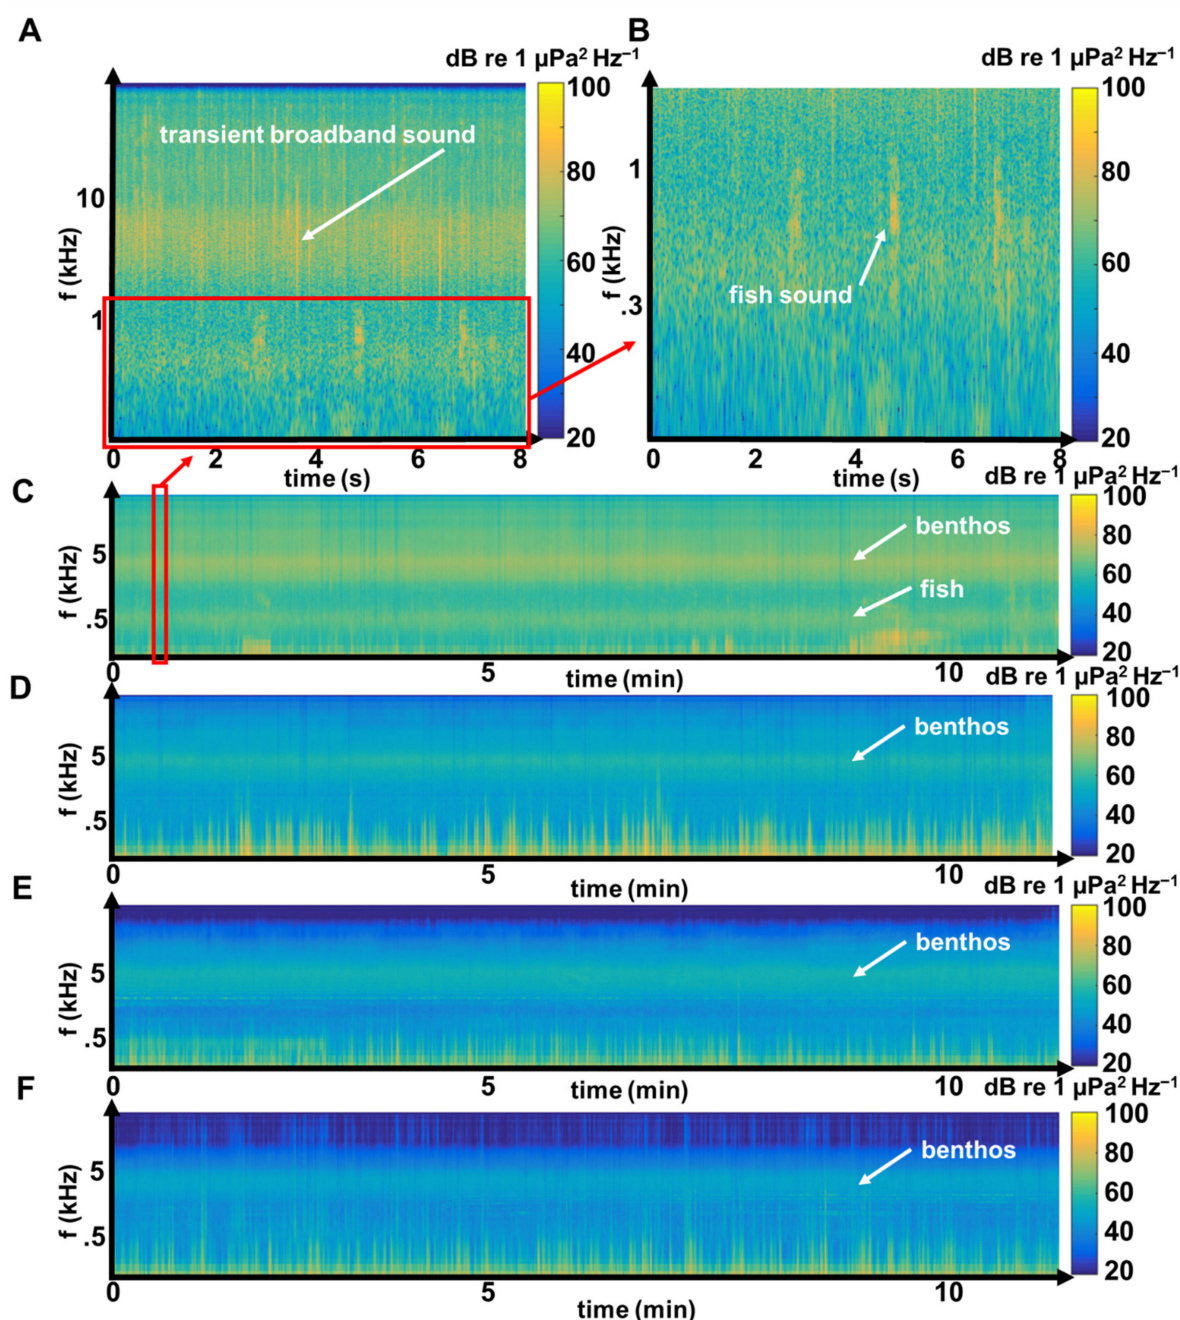 A
B
dB re 1 µPa² Hz⁻¹
dB re 1 µPa² Hz⁻¹
transient broadband sound
fish sound
f (kHz)
10
1
100
80
60
40
20
f (kHz)
1
.3
100
80
60
40
20
0 2 4 6 8
time (s)
0 2 4 6 8
time (s)
C
dB re 1 µPa² Hz⁻¹
benthos
fish
f (kHz)
5
.5
100
80
60
40
20
0 5 10
time (min)
D
dB re 1 µPa² Hz⁻¹
benthos
f (kHz)
5
.5
100
80
60
40
20
0 5 10
time (min)
E
dB re 1 µPa² Hz⁻¹
benthos
f (kHz)
5
.5
100
80
60
40
20
0 5 10
time (min)
F
dB re 1 µPa² Hz⁻¹
benthos
f (kHz)
5
.5
100
80
60
40
20
0 5 10
time (min)